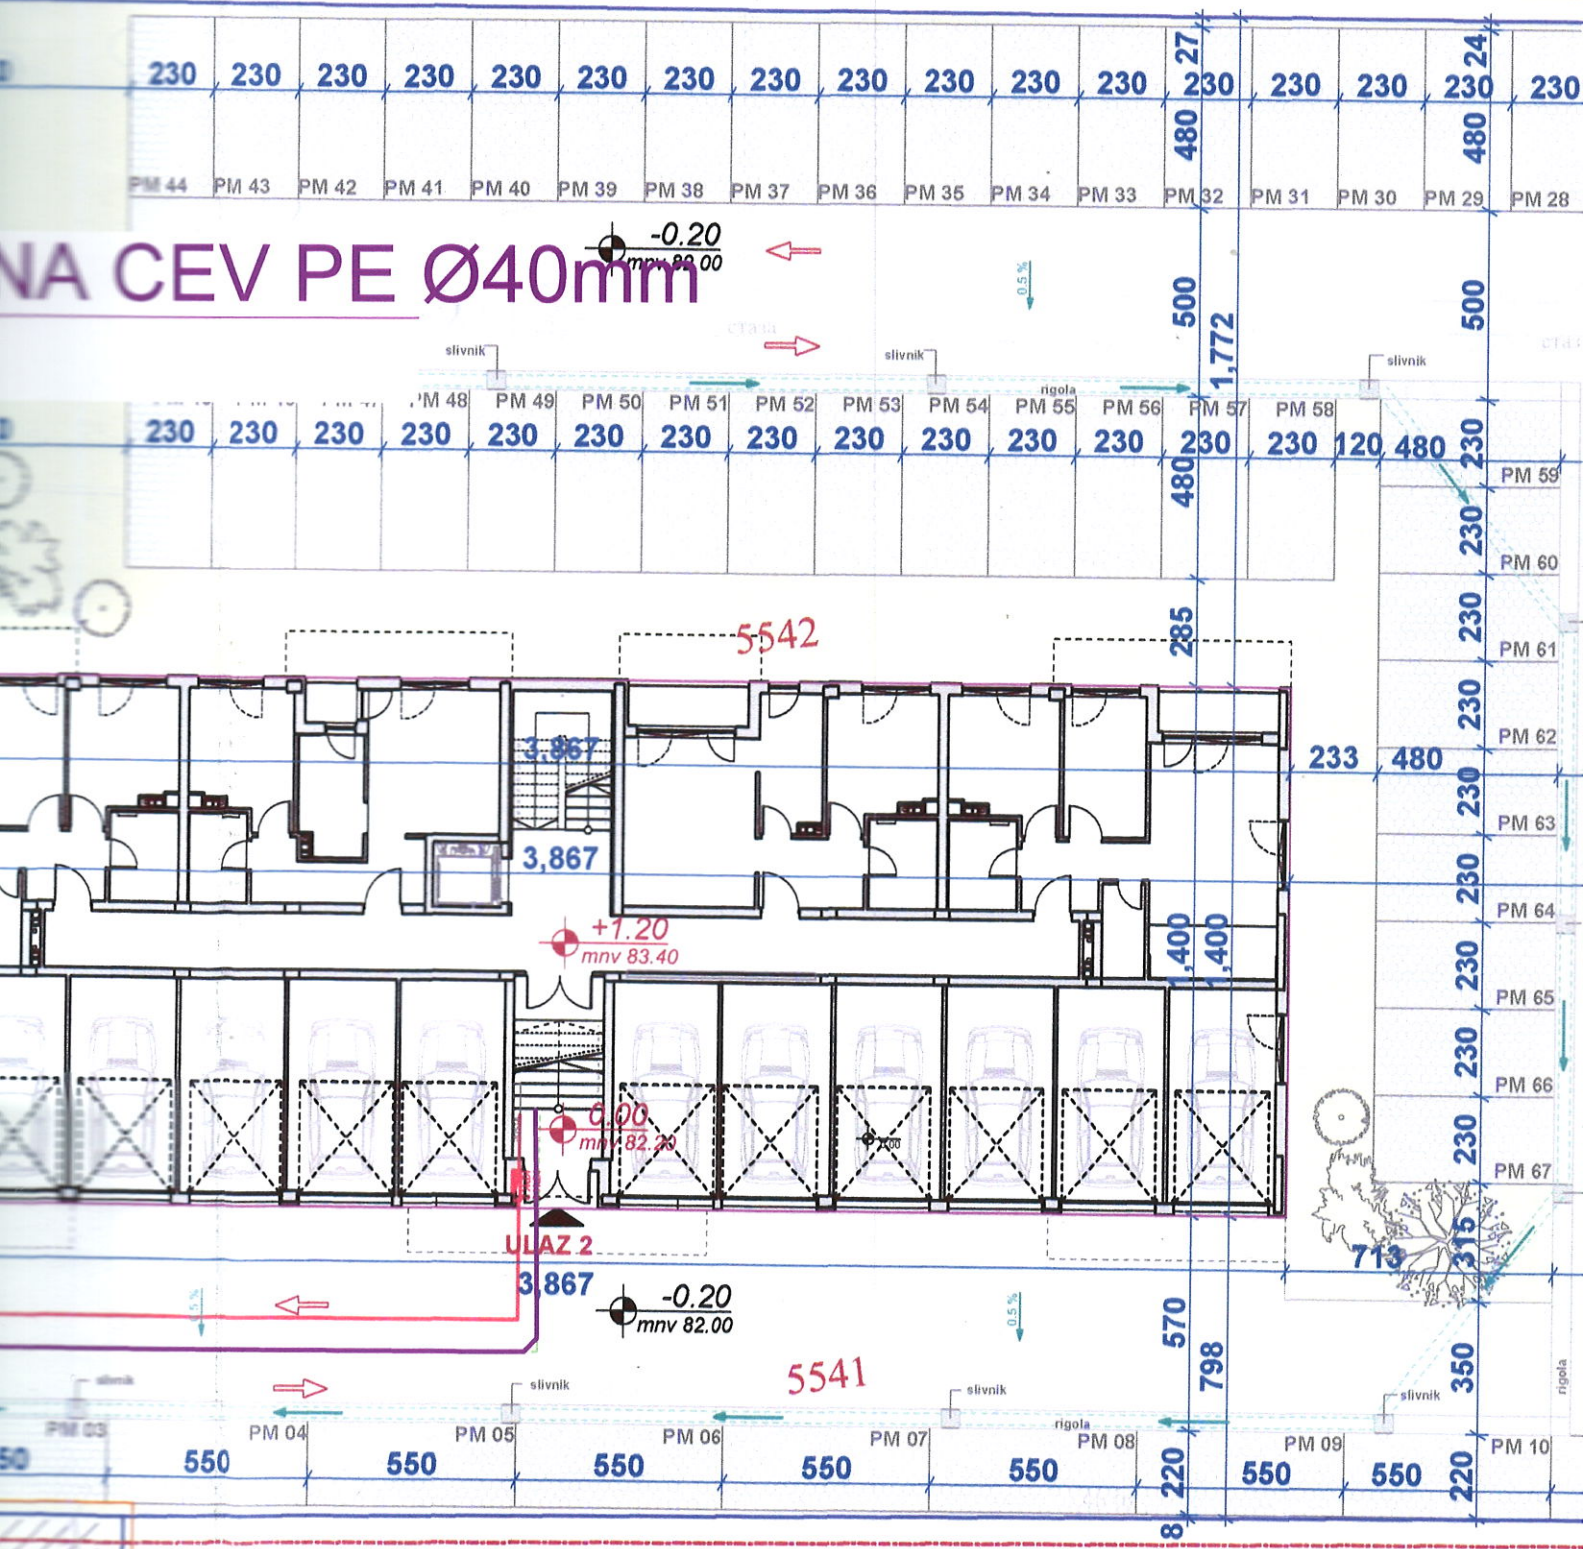 27
24
230 230 230 230 230 230 230 230 230 230 230 230 230 230 230 230 230
480
480
PM 44 PM 43 PM 42 PM 41 PM 40 PM 39 PM 38 PM 37 PM 36 PM 35 PM 34 PM 33 PM 32 PM 31 PM 30 PM 29 PM 28
-0.20
NA CEV PE Ø40mm
0.5 %
500
500
1,772
стаза
slivnik
slivnik
slivnik
rigola
PM 48 PM 49 PM 50 PM 51 PM 52 PM 53 PM 54 PM 55 PM 56 PM 57 PM 58
230 230 230 230 230 230 230 230 230 230 230 230 230 230 120 480
230
480
PM 59
230
PM 60
285
230
5542
PM 61
230
PM 62
3,867
233 480
230
PM 63
3,867
230
PM 64
+1.20
mnv 83.40
1,400
1,400
230
PM 65
230
PM 66
0.00
mnv 82.20
230
PM 67
ULAZ 2
315
713
3,867
-0.20
mnv 82.00
0.5 %
570
798
350
5541
slivnik
slivnik
slivnik
slivnik
rigola
rigola
PM 03 PM 04 PM 05 PM 06 PM 07 PM 08 PM 09 PM 10
50 550 550 550 550 550 550 550
220
220
8